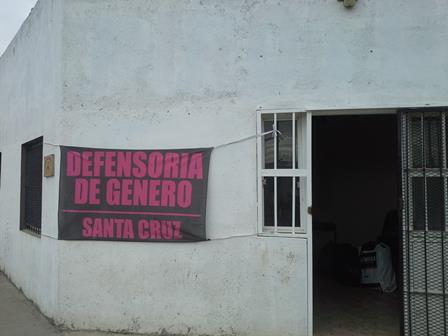 DEFENSORIA
DE GENERO
SANTA CRUZ